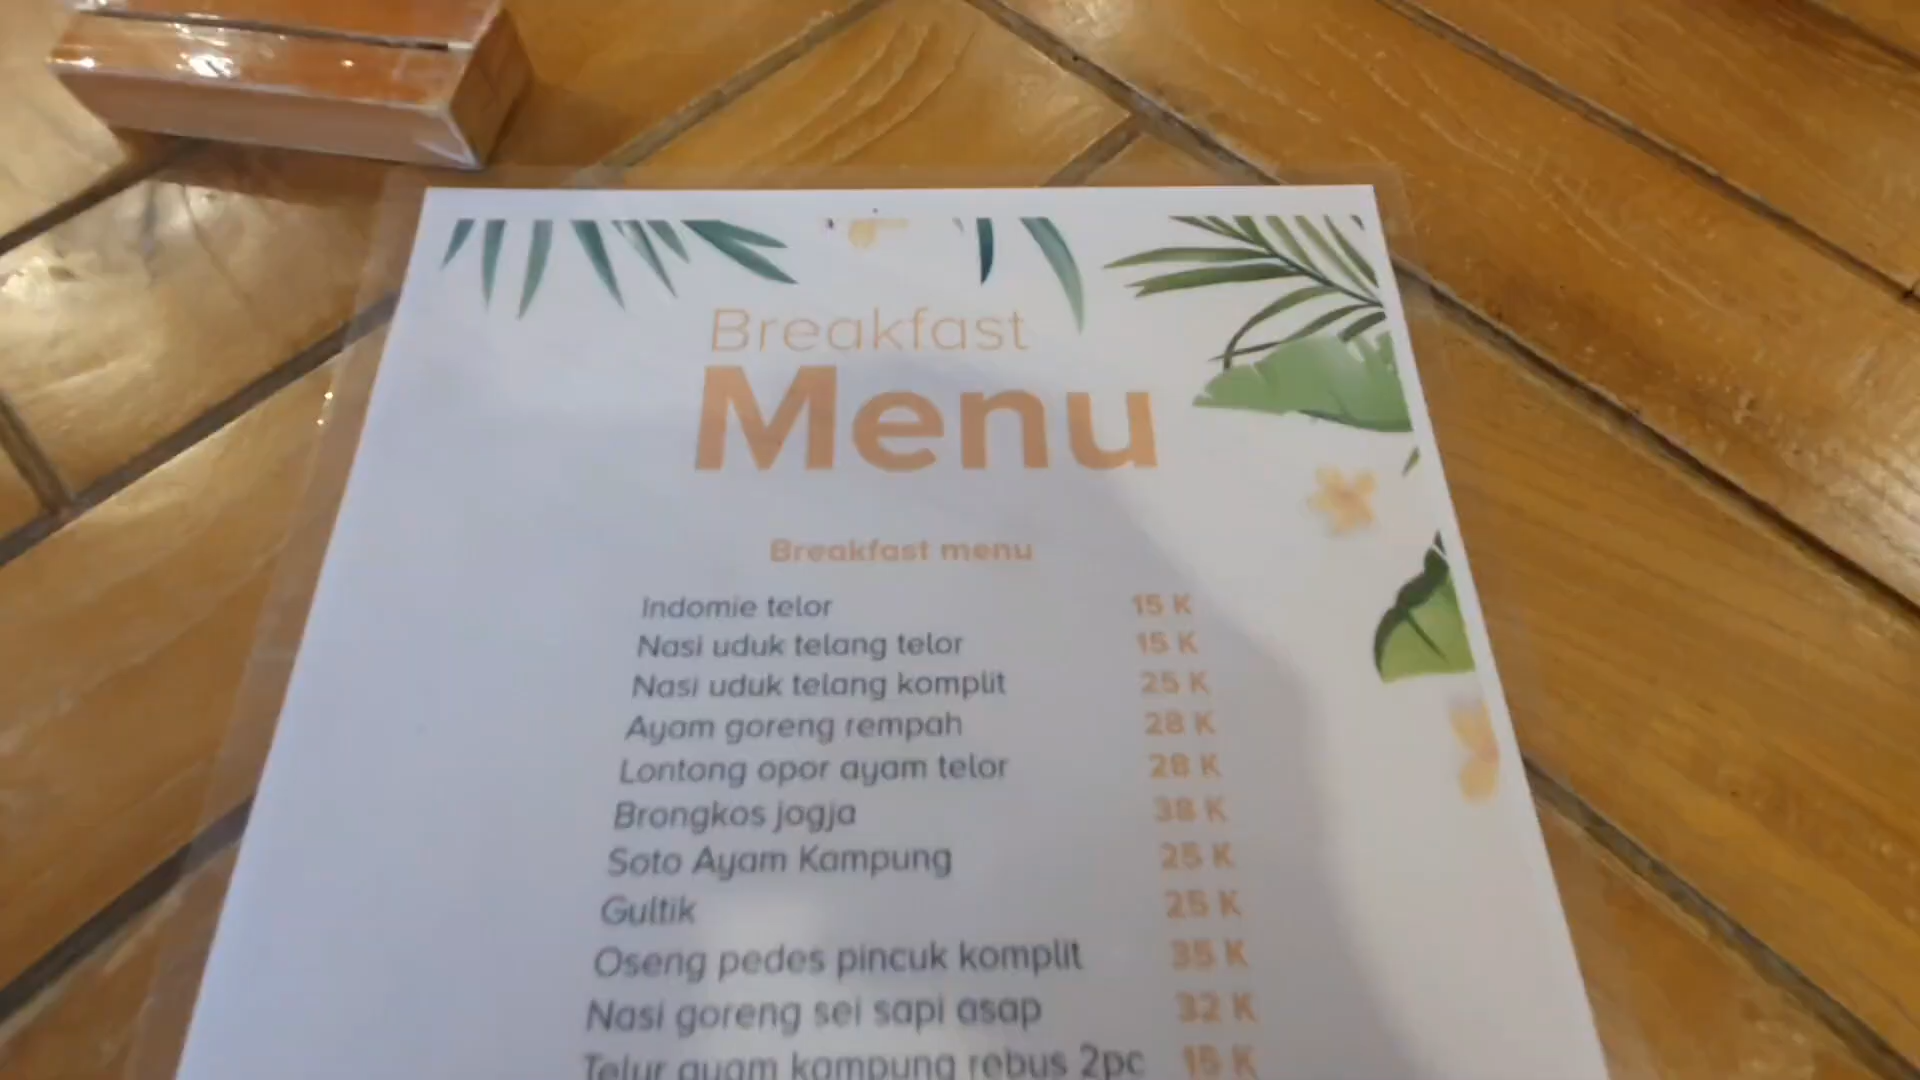 Breakfast
Menu
Breakfast menu
Indomie telor 15 K
Nasi uduk telang telor 15 K
Nasi uduk telang komplit 25 K
Ayam goreng rempah 28 K
Lontong opor ayam telor 28 K
Brongkos jogja 38 K
Soto Ayam Kampung 25 K
Gultik 25 K
Oseng pedes pincuk komplit 35 K
Nasi goreng sei sapi asap 32 K
Telur ayam kampung rebus 2pc 15 K